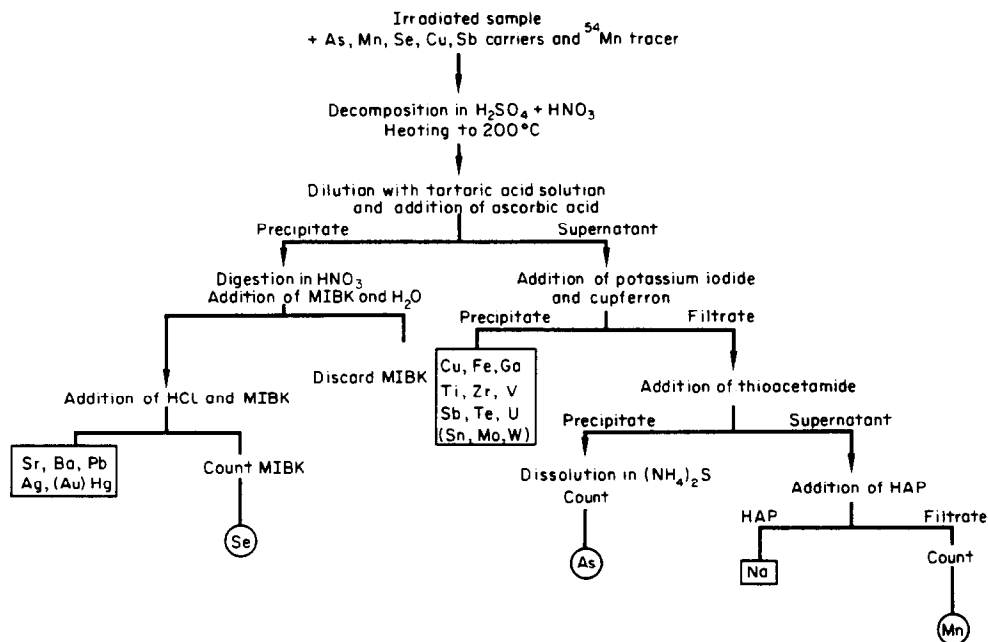 Irradiated sample
+ As, Mn, Se, Cu, Sb carriers and ⁵⁴Mn tracer
Decomposition in H₂SO₄ + HNO₃
Heating to 200°C
Dilution with tartaric acid solution
and addition of ascorbic acid
Precipitate
Supernatant
Digestion in HNO₃
Addition of MIBK and H₂O
Addition of potassium iodide
and cupferron
Precipitate
Filtrate
Discard MIBK
Cu, Fe, Ga
Ti, Zr, V
Sb, Te, U
(Sn, Mo, W)
Addition of HCl and MIBK
Addition of thioacetamide
Precipitate
Supernatant
Sr, Ba, Pb
Ag, (Au) Hg
Count MIBK
Dissolution in (NH₄)₂S
Count
Addition of HAP
HAP
Filtrate
Se
As
Na
Count
Mn